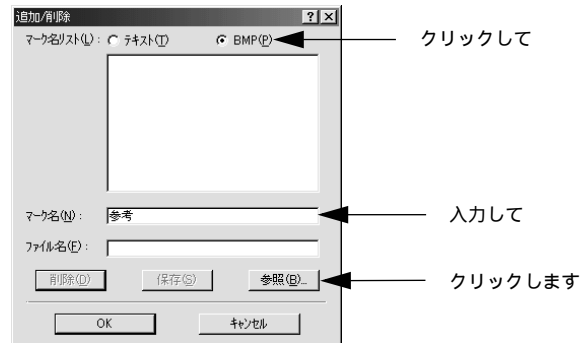 追加/削除
マーク名リスト(L): テキスト(T) BMP(P) クリックして
マーク名(N): 参考 入力して
ファイル名(F):
削除(D) 保存(S) 参照(B)... クリックします
OK キャンセル